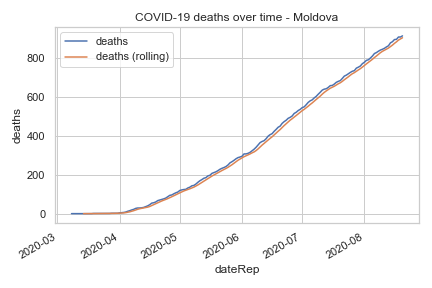 COVID-19 deaths over time - Moldova
deaths
deaths (rolling)
800
600
400
200
0
deaths
2020-03
2020-04
2020-05
2020-06
2020-07
2020-08
dateRep